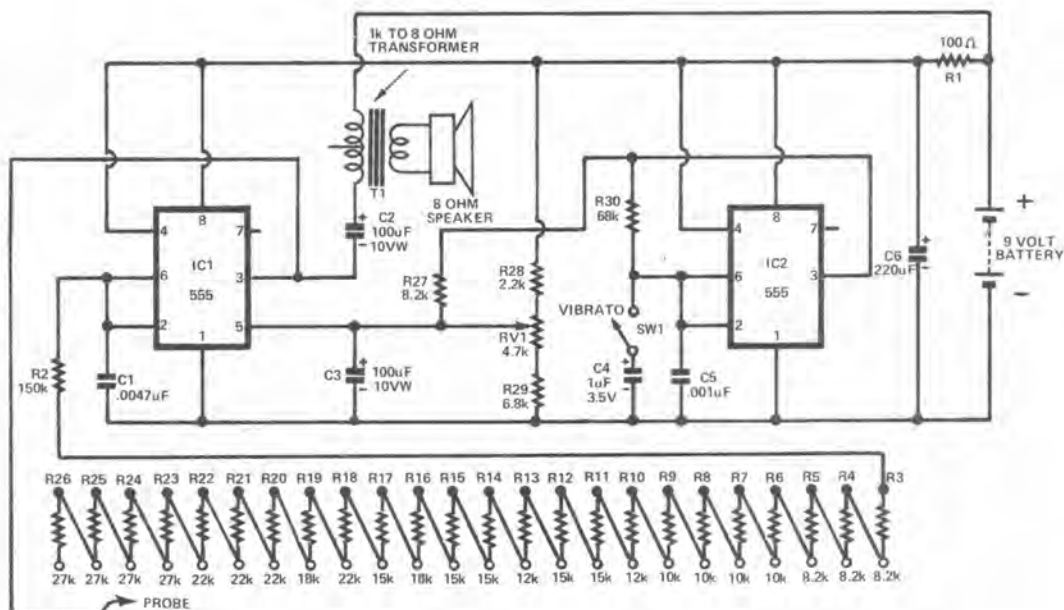 1k TO 8 OHM
TRANSFORMER
100Ω
R1
T1
8 OHM
SPEAKER
C2
100uF
10VW
+
−
8
4
7
IC1
6
3
555
2
5
1
R2
150k
C1
.0047uF
C3
+
−
100uF
10VW
R27
8.2k
R28
2.2k
RV1
4.7k
R29
6.8k
R30
68k
VIBRATO
SW1
C4
1uF
3.5V
+
−
C5
.001uF
8
4
7
IC2
6
3
555
2
1
C6
220uF
+
−
+
9 VOLT
BATTERY
−
R26 R25 R24 R23 R22 R21 R20 R19 R18 R17 R16 R15 R14 R13 R12 R11 R10 R9 R8 R7 R6 R5 R4 R3
27k 27k 27k 27k 22k 22k 22k 18k 22k 15k 18k 15k 15k 12k 15k 15k 12k 10k 10k 10k 10k 8.2k 8.2k 8.2k
PROBE